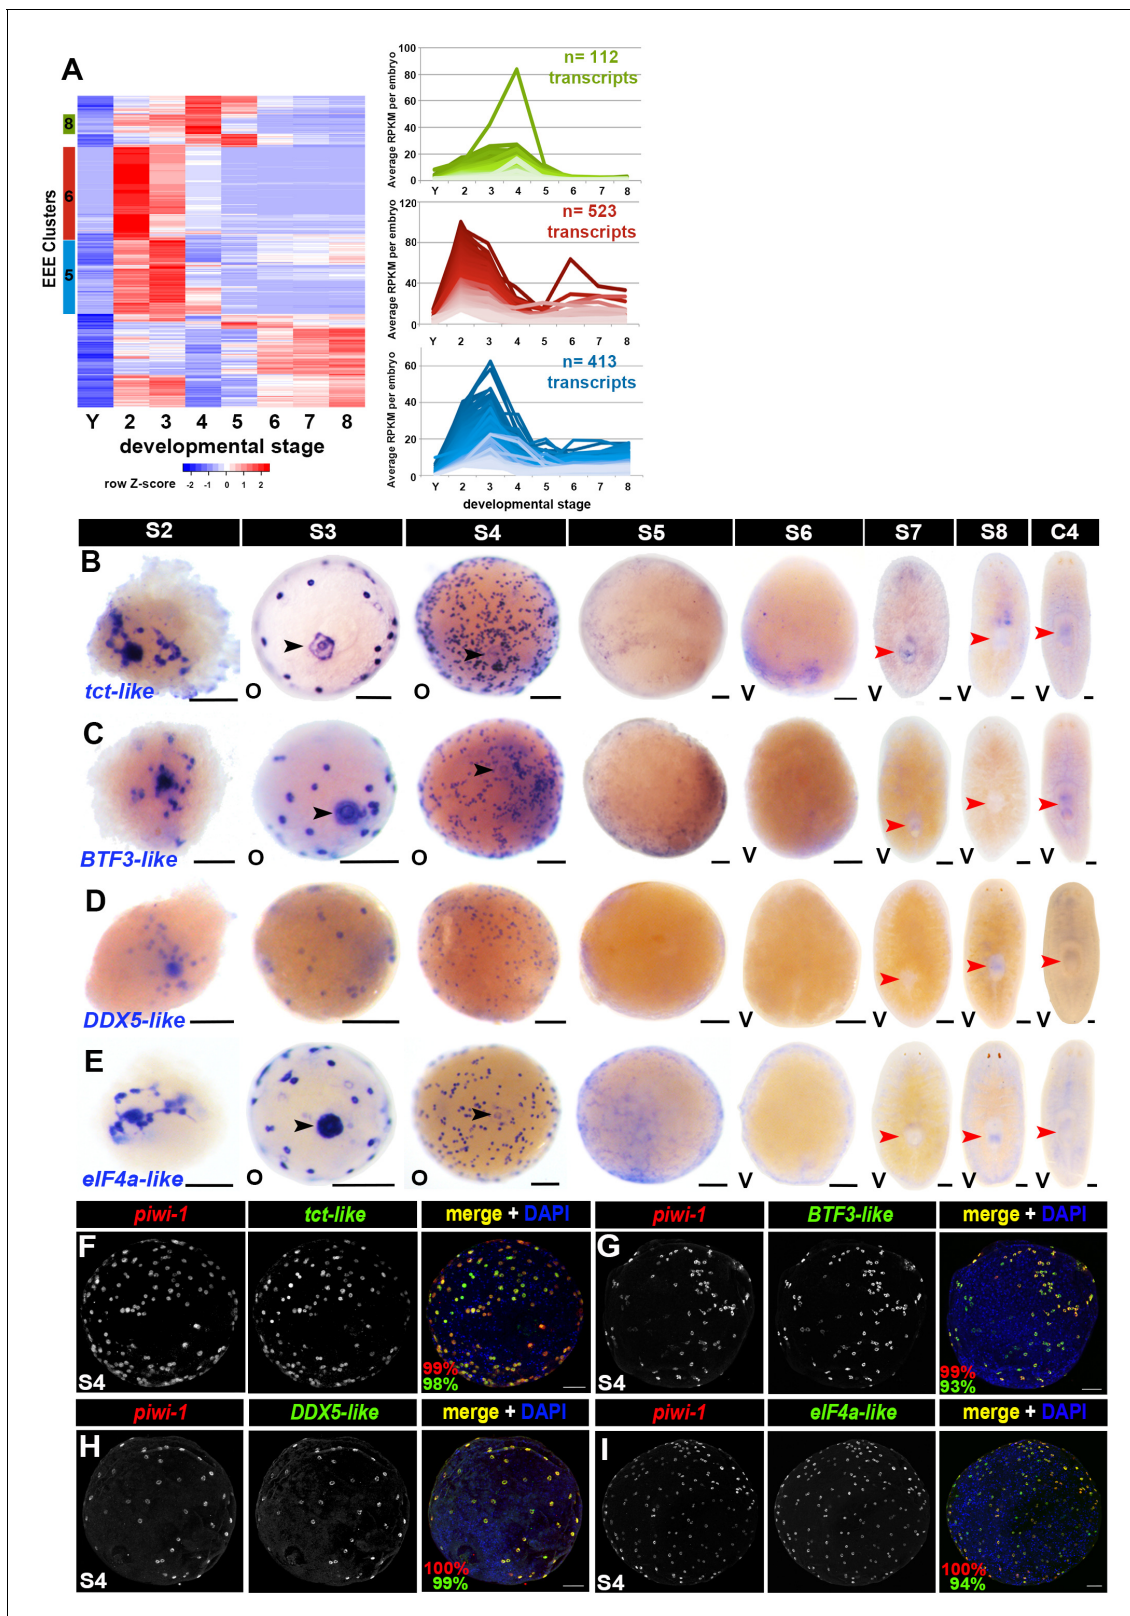 A
EEE Clusters
8
6
5
Y 2 3 4 5 6 7 8
developmental stage
row Z-score
-2 -1 0 1 2
Average RPKM per embryo
100
80
60
40
20
0
n= 112
transcripts
Y 2 3 4 5 6 7 8
Average RPKM per embryo
120
80
40
0
n= 523
transcripts
Y 2 3 4 5 6 7 8
Average RPKM per embryo
60
40
20
0
n= 413
transcripts
Y 2 3 4 5 6 7 8
developmental stage
S2 S3 S4 S5 S6 S7 S8 C4
B
tct-like
O O V V V V
C
BTF3-like
O O V V V V
D
DDX5-like
V V V V
E
eIF4a-like
O O V V V V
piwi-1 tct-like merge + DAPI piwi-1 BTF3-like merge + DAPI
F
S4
99%
98%
G
S4
99%
93%
piwi-1 DDX5-like merge + DAPI piwi-1 eIF4a-like merge + DAPI
H
S4
100%
99%
I
S4
100%
94%